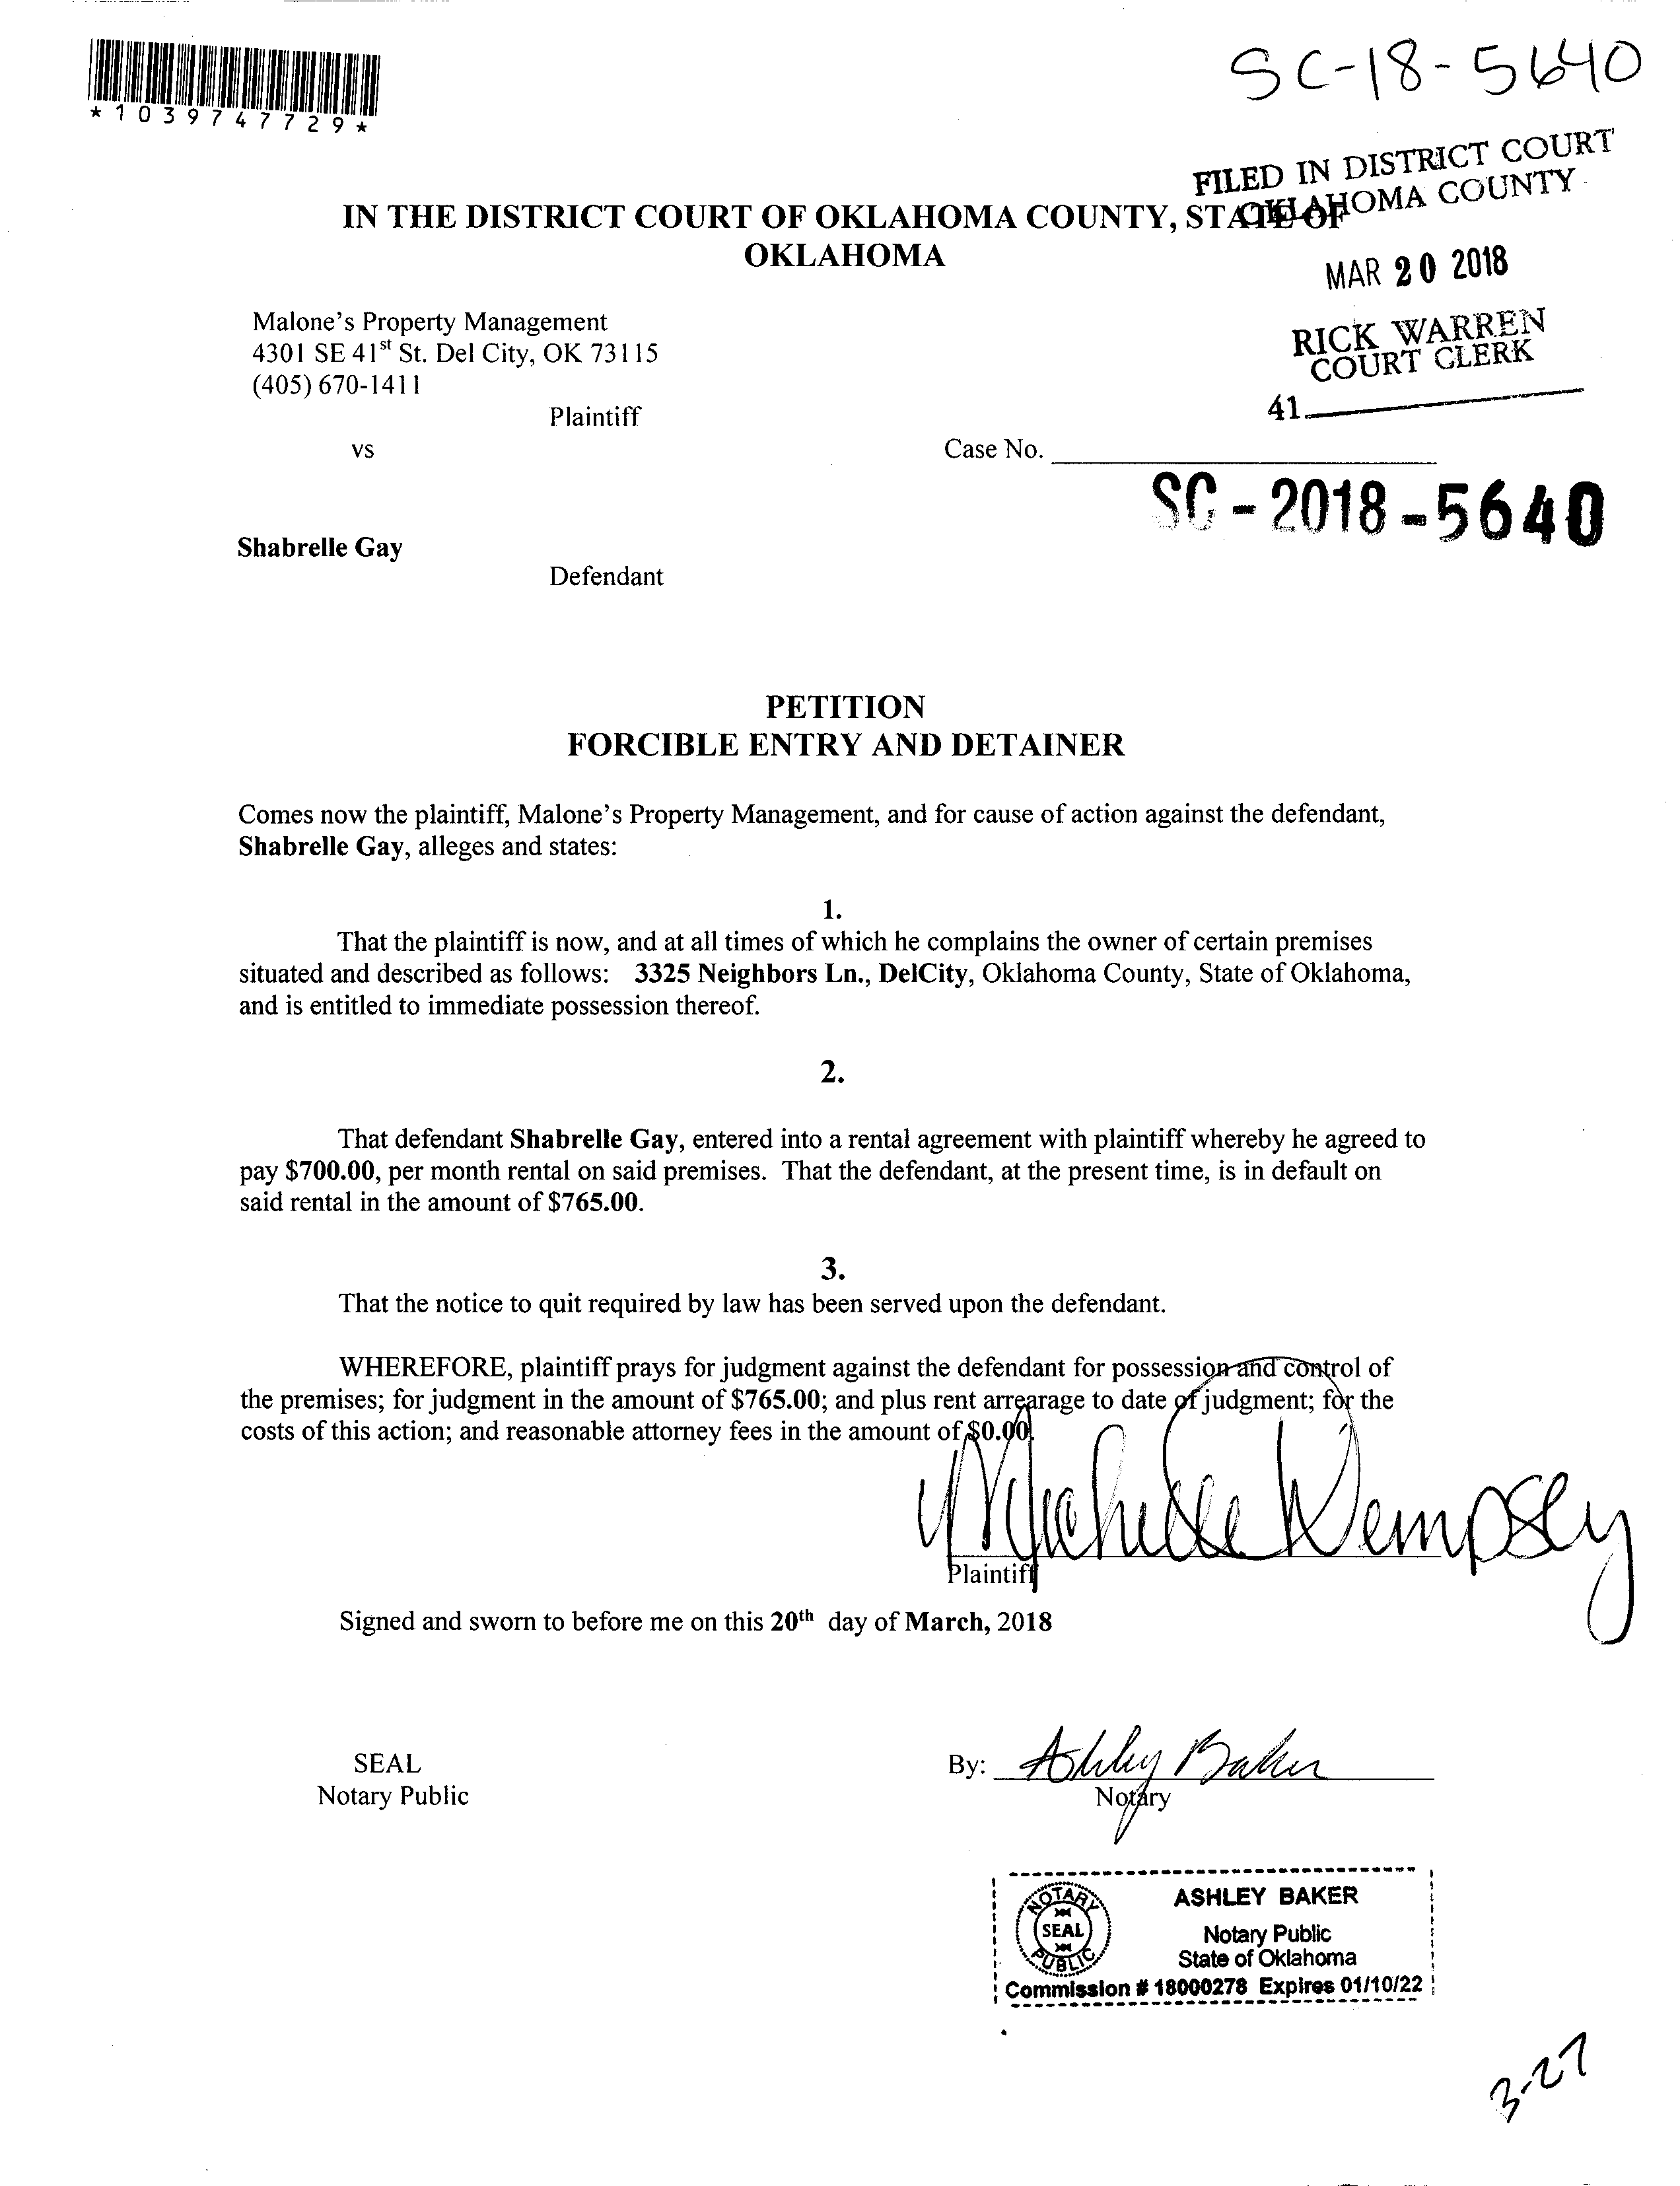 SC-18-5640
*1039747729*
FILED IN DISTRICT COURT
OKLAHOMA COUNTY
IN THE DISTRICT COURT OF OKLAHOMA COUNTY, STATE OF
OKLAHOMA
MAR 20 2018
RICK WARREN
COURT CLERK
41
Malone's Property Management
4301 SE 41st St. Del City, OK 73115
(405) 670-1411
Plaintiff
vs
Case No.
SC-2018-5640
Shabrelle Gay
Defendant
PETITION
FORCIBLE ENTRY AND DETAINER
Comes now the plaintiff, Malone's Property Management, and for cause of action against the defendant,
Shabrelle Gay, alleges and states:
1.
That the plaintiff is now, and at all times of which he complains the owner of certain premises
situated and described as follows: 3325 Neighbors Ln., DelCity, Oklahoma County, State of Oklahoma,
and is entitled to immediate possession thereof.
2.
That defendant Shabrelle Gay, entered into a rental agreement with plaintiff whereby he agreed to
pay $700.00, per month rental on said premises. That the defendant, at the present time, is in default on
said rental in the amount of $765.00.
3.
That the notice to quit required by law has been served upon the defendant.
WHEREFORE, plaintiff prays for judgment against the defendant for possession and control of
the premises; for judgment in the amount of $765.00; and plus rent arrearage to date of judgment; for the
costs of this action; and reasonable attorney fees in the amount of $0.00.
Michelle Dempsey
Plaintiff
Signed and sworn to before me on this 20th day of March, 2018
SEAL
Notary Public
By: Ashley Baker
Notary
NOTARY
SEAL
PUBLIC
ASHLEY BAKER
Notary Public
State of Oklahoma
Commission # 18000278 Expires 01/10/22
3-27